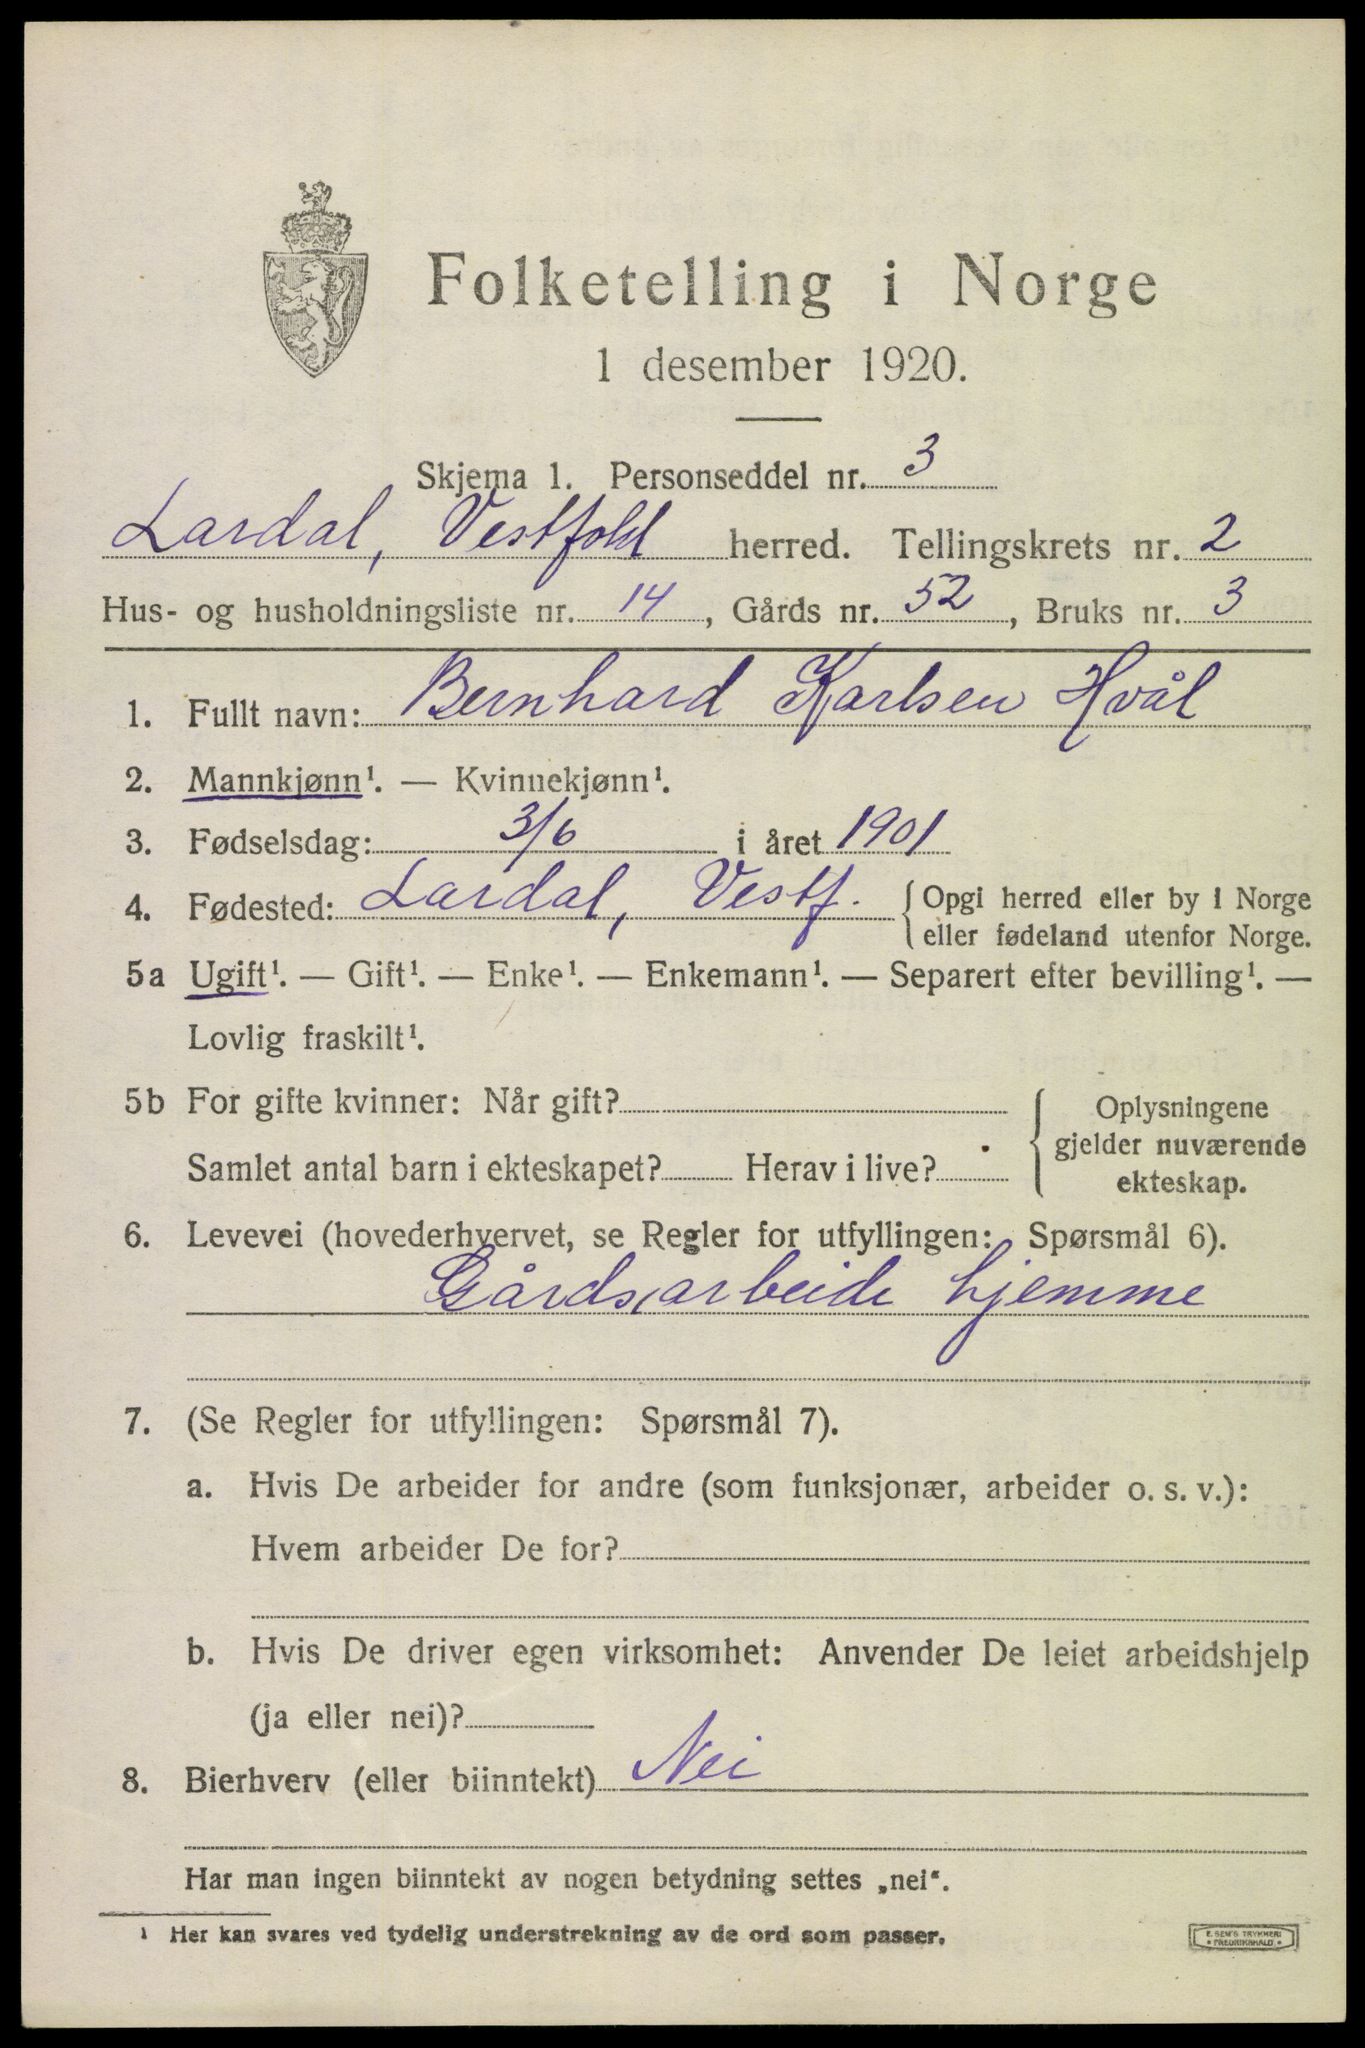 Folketelling i Norge
1 desember 1920.
Skjema 1. Personseddel nr. 3
Lardal, Vestfold herred. Tellingskrets nr. 2
Hus- og husholdningsliste nr. 14, Gårds nr. 52, Bruks nr. 3
1. Fullt navn: Bernhard Karlsen Hvål
2. Mannkjønn¹. — Kvinnekjønn¹.
3. Fødselsdag: 3/6 i året 1901
4. Fødested: Lardal, Vestf. Opgi herred eller by i Norge
eller fødeland utenfor Norge.
5a Ugift¹. — Gift¹. — Enke¹. — Enkemann¹. — Separert efter bevilling¹. —
Lovlig fraskilt¹.
5b For gifte kvinner: Når gift?
Samlet antal barn i ekteskapet? Herav i live?
Oplysningene
gjelder nuværende
ekteskap.
6. Levevei (hovederhvervet, se Regler for utfyllingen: Spørsmål 6).
Gårdsarbeide hjemme
7. (Se Regler for utfyllingen: Spørsmål 7).
a. Hvis De arbeider for andre (som funksjonær, arbeider o. s. v.):
Hvem arbeider De for?
b. Hvis De driver egen virksomhet: Anvender De leiet arbeidshjelp
(ja eller nei)?
8. Bierhverv (eller biinntekt) Nei
Har man ingen biinntekt av nogen betydning settes „nei“.
¹ Her kan svares ved tydelig understrekning av de ord som passer.
E. SEM'S TRYKKERI
• FREDRIKSHALD. •